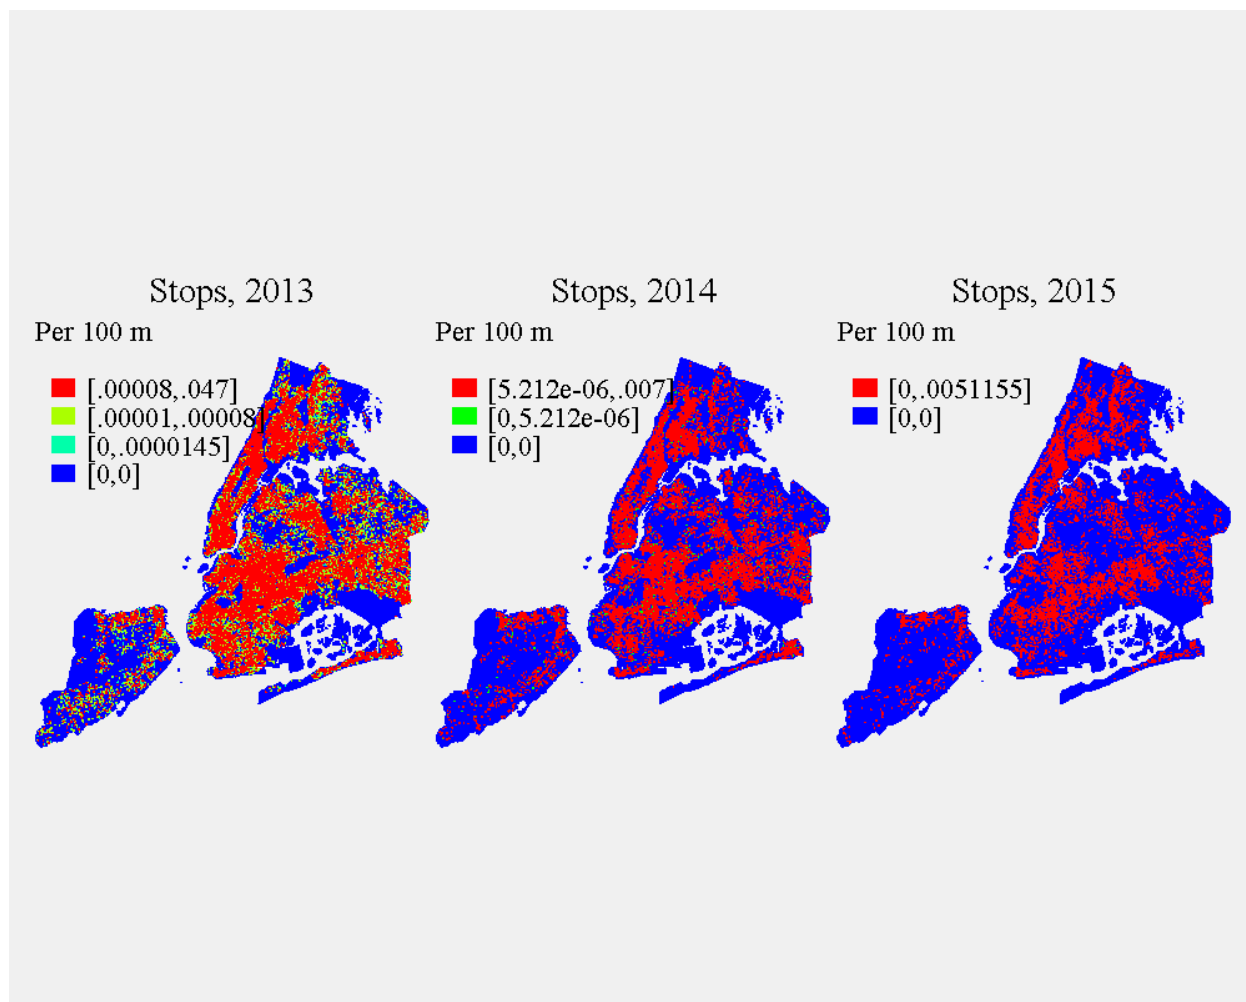 Stops, 2013
Per 100 m
[.00008,.047]
[.00001,.00008]
[0,.0000145]
[0,0]
Stops, 2014
Per 100 m
[5.212e-06,.007]
[0,5.212e-06]
[0,0]
Stops, 2015
Per 100 m
[0,.0051155]
[0,0]